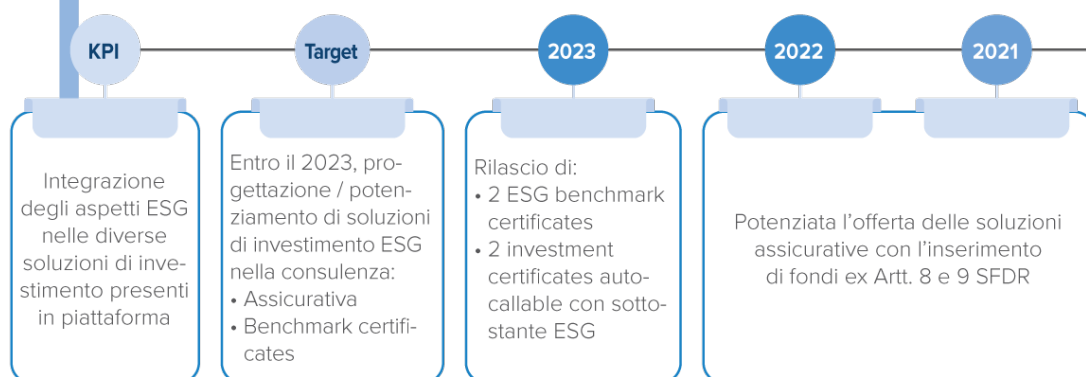 KPI
Target
2023
2022
2021
Integrazione
degli aspetti ESG
nelle diverse
soluzioni di inve-
stimento presenti
in piattaforma
Entro il 2023, pro-
gettazione / poten-
ziamento di soluzioni
di investimento ESG
nella consulenza:
• Assicurativa
• Benchmark certifi-
cates
Rilascio di:
• 2 ESG benchmark
certificates
• 2 investment
certificates auto-
callable con sotto-
stante ESG
Potenziata l’offerta delle soluzioni
assicurative con l’inserimento
di fondi ex Artt. 8 e 9 SFDR